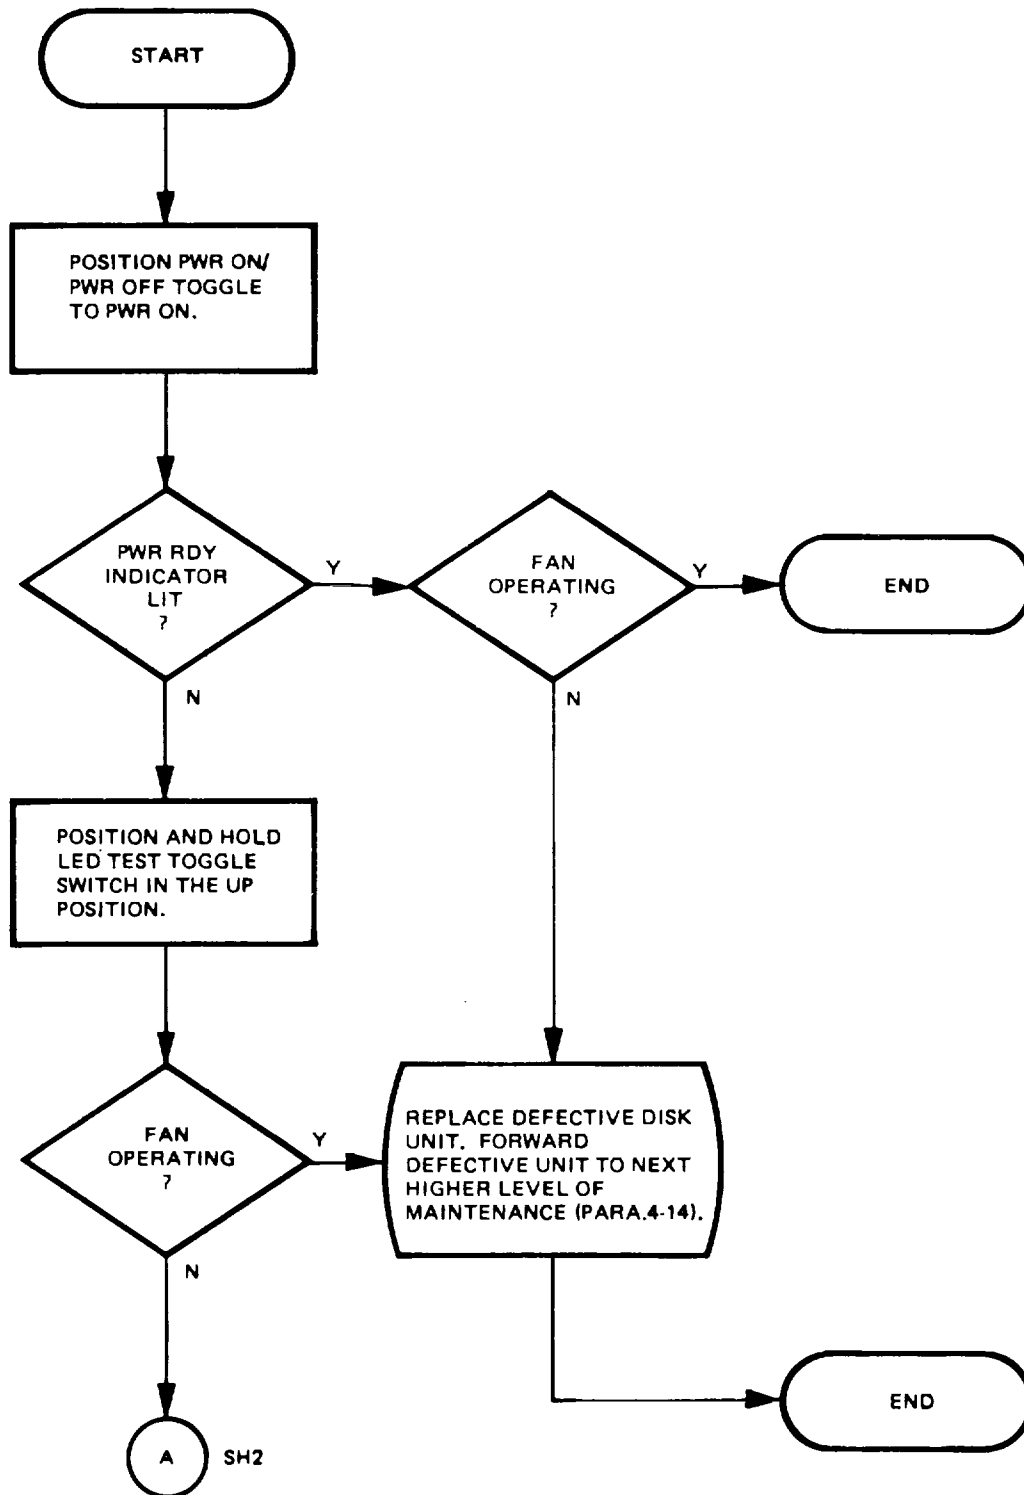 START
POSITION PWR ON/
PWR OFF TOGGLE
TO PWR ON.
PWR RDY
INDICATOR
LIT
?
Y
N
FAN
OPERATING
?
Y
N
END
POSITION AND HOLD
LED TEST TOGGLE
SWITCH IN THE UP
POSITION.
FAN
OPERATING
?
Y
N
REPLACE DEFECTIVE DISK
UNIT. FORWARD
DEFECTIVE UNIT TO NEXT
HIGHER LEVEL OF
MAINTENANCE (PARA.4-14).
END
A
SH2